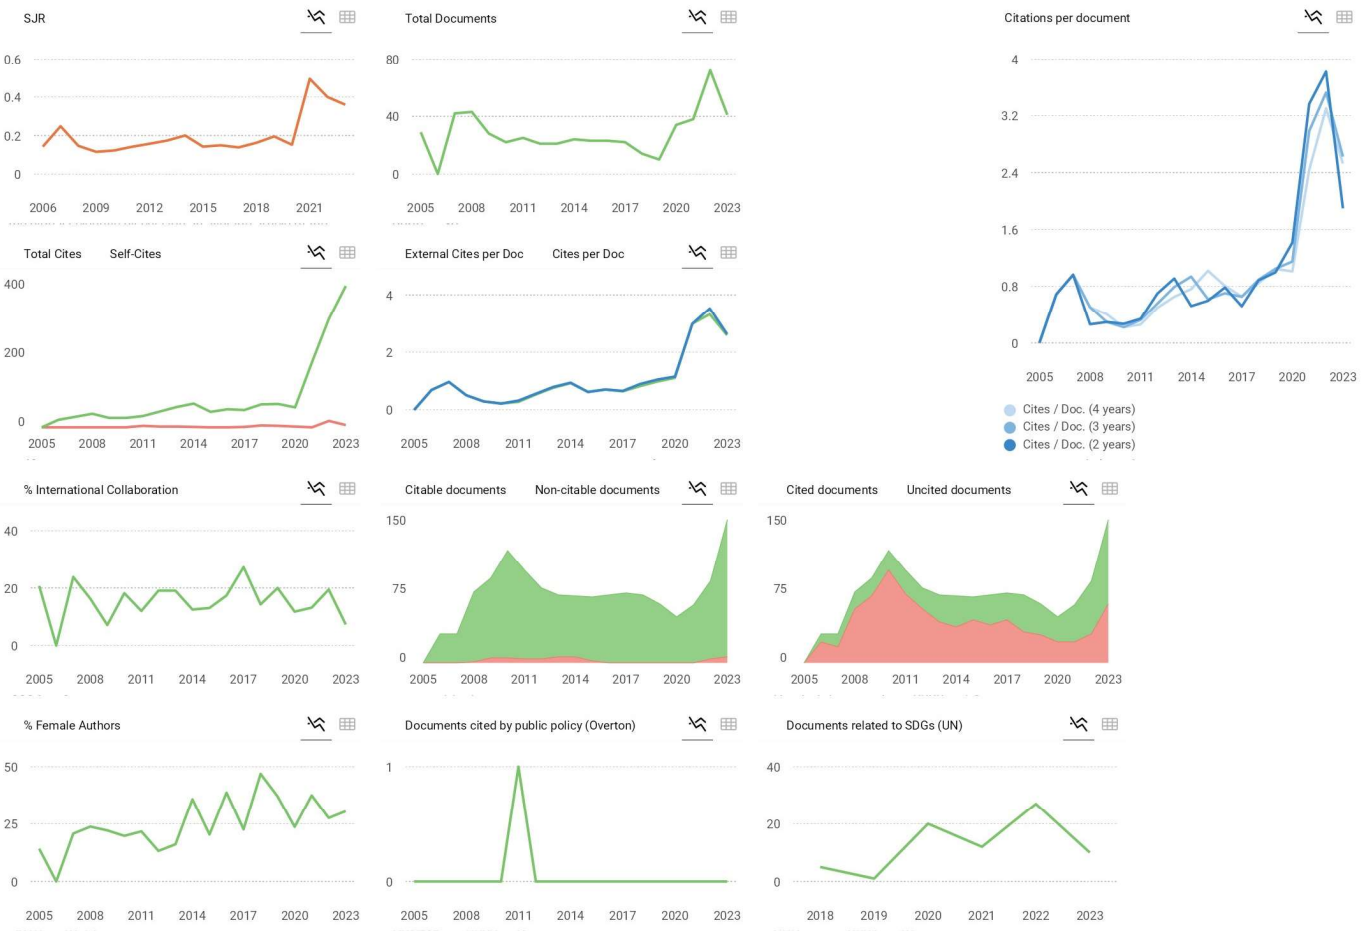 SJR
0.6
0.4
0.2
0
2006 2009 2012 2015 2018 2021
Total Documents
80
40
0
2005 2008 2011 2014 2017 2020 2023
Citations per document
4
3.2
2.4
1.6
0.8
0
2005 2008 2011 2014 2017 2020 2023
Cites / Doc. (4 years)
Cites / Doc. (3 years)
Cites / Doc. (2 years)
Total Cites Self-Cites
400
200
0
2005 2008 2011 2014 2017 2020 2023
External Cites per Doc Cites per Doc
4
2
0
2005 2008 2011 2014 2017 2020 2023
% International Collaboration
40
20
0
2005 2008 2011 2014 2017 2020 2023
Citable documents Non-citable documents
150
75
0
2005 2008 2011 2014 2017 2020 2023
Cited documents Uncited documents
150
75
0
2005 2008 2011 2014 2017 2020 2023
% Female Authors
50
25
0
2005 2008 2011 2014 2017 2020 2023
Documents cited by public policy (Overton)
1
0
2005 2008 2011 2014 2017 2020 2023
Documents related to SDGs (UN)
40
20
0
2018 2019 2020 2021 2022 2023